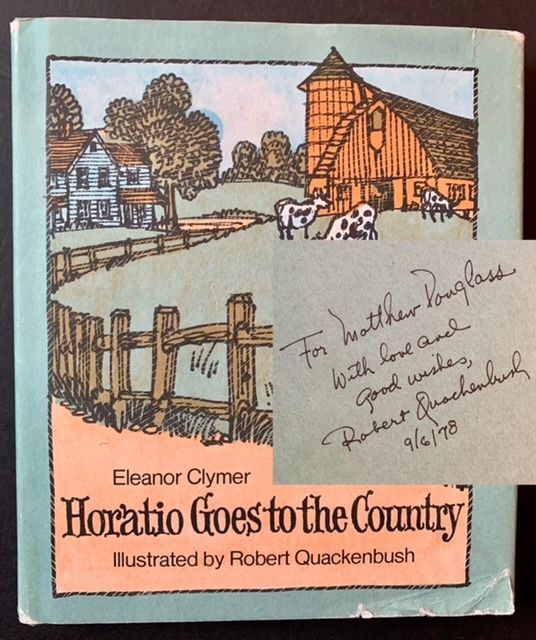 For Matthew Douglass
With love and
good wishes,
Robert Quackenbush
9/6/78
Eleanor Clymer
Horatio Goes to the Country
Illustrated by Robert Quackenbush